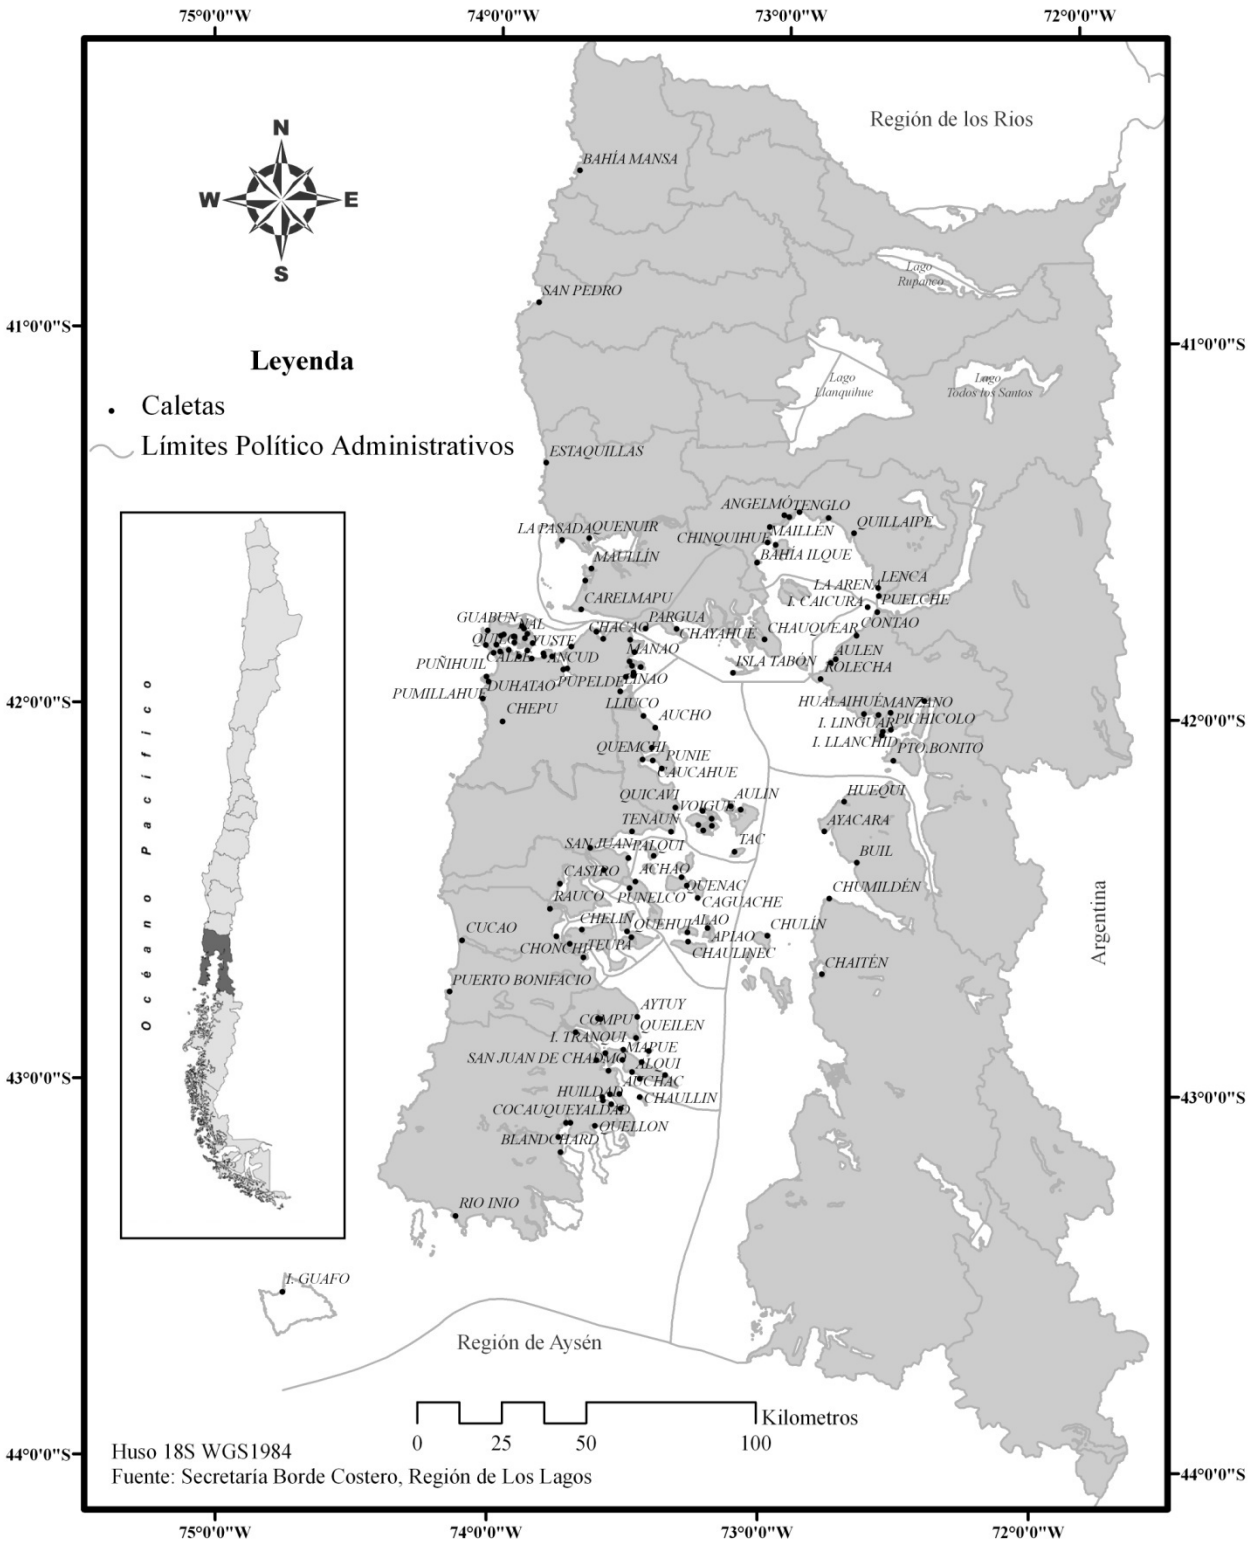 75°0'0"W 74°0'0"W 73°0'0"W 72°0'0"W
Región de los Rios
N
W E
S
BAHÍA MANSA
Lago
Rupanco
SAN PEDRO
41°0'0"S
41°0'0"S
Leyenda
Caletas
Límites Político Administrativos
Lago
Llanquihue
Lago
Todos los Santos
ESTAQUILLAS
ANGELMÓ TENGLO
QUILLAIPE
LA PASADA QUENUIR
CHINQUIHUE MAILLEN
BAHÍA ILQUE
MAULLÍN
LENCA
LA ARENA
PUELCHE
I. CAICURA
CARELMAPU
CONTAO
GUABUN
CHACAO PARGUA
CHAYAHUÉ CHAUQUEAR
YUSTE
MANAO
AULEN
ROLECHA
ISLA TABÓN
PUÑIHUIL
ANCUD
PUPELDE LINAO
DUHATAO
PUMILLAHUE
LLIUCO
42°0'0"S
42°0'0"S
CHEPU
AUCHO
HUALAIHUÉ MANZANO
I. LINGUAR PICHICOLO
I. LLANCHID PTO.BONITO
QUEMCHI PUNIE
CAUCAHUE
QUICAVI
VOIGUE AULIN
HUEQUI
TENAUN
AYACARA
SAN JUAN PALQUI
TAC
BUIL
CASTRO ACHAO
QUENAC
RAUCO PUNELCO
CAGUACHE
CHUMILDÉN
CHELIN QUEHUI ALAO
APIAO
CHULÍN
CUCAO
CHONCHI TEUPA
CHAULINEC
CHAITÉN
PUERTO BONIFACIO
Argentina
Océano Pacífico
AYTUY
COMPU QUEILEN
I. TRANQUI
MAPUE
SAN JUAN DE CHADMO
ALQUI
43°0'0"S
43°0'0"S
AUCHAC
HUILDAD CHAULLIN
COCAUQUE YALDAD
QUELLON
BLANDCHARD
RIO INIO
I. GUAFO
Región de Aysén
Kilometros
0 25 50 100
Huso 18S WGS1984
Fuente: Secretaría Borde Costero, Región de Los Lagos
44°0'0"S
44°0'0"S
75°0'0"W 74°0'0"W 73°0'0"W 72°0'0"W